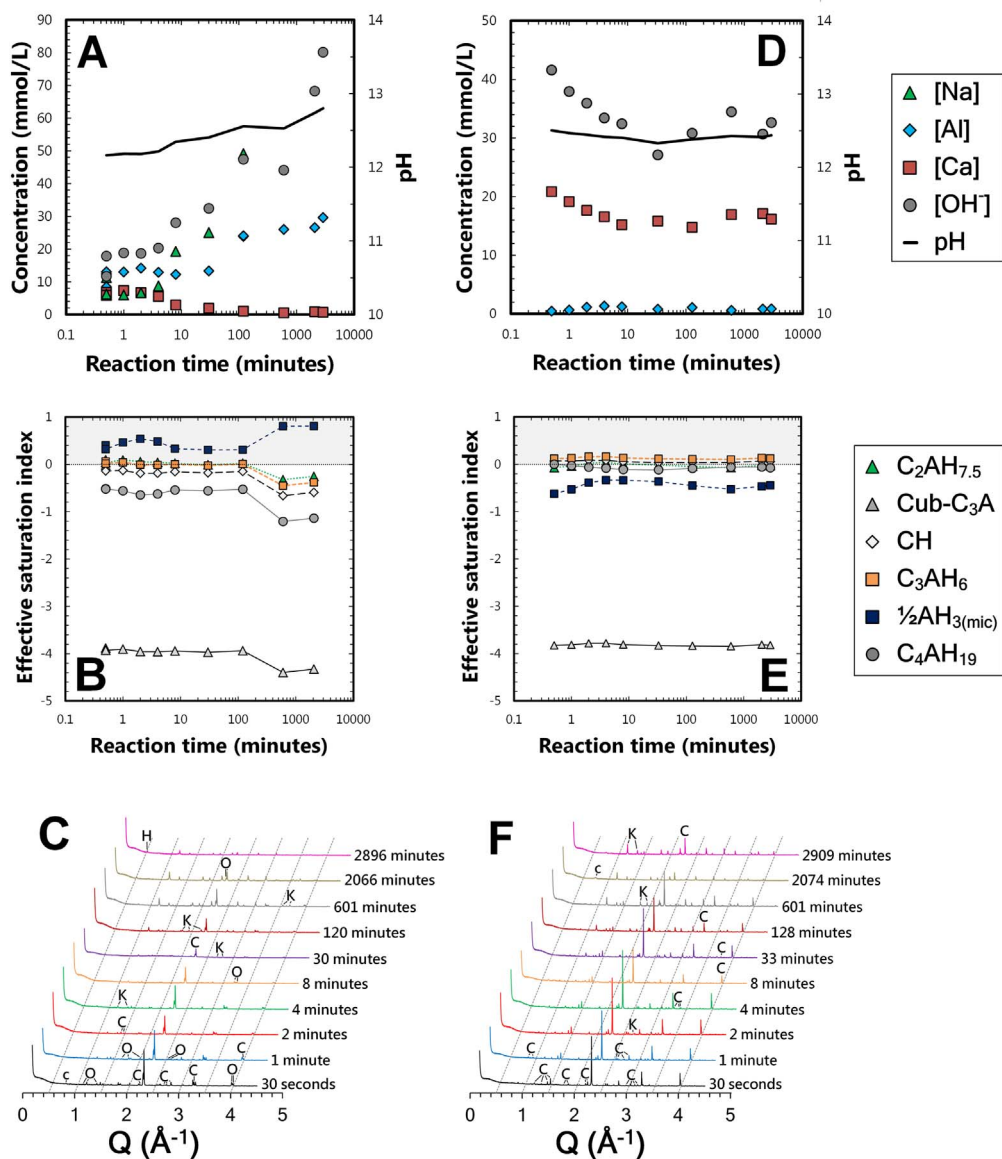 A
Concentration (mmol/L)
90
80
70
60
50
40
30
20
10
0
14
13
12
11
10
pH
0.1
1
10
100
1000
10000
Reaction time (minutes)
D
Concentration (mmol/L)
50
40
30
20
10
0
14
13
12
11
10
pH
0.1
1
10
100
1000
10000
Reaction time (minutes)
[Na]
[Al]
[Ca]
[OH⁻]
pH
B
Effective saturation index
1
0
-1
-2
-3
-4
-5
0.1
1
10
100
1000
10000
Reaction time (minutes)
E
Effective saturation index
1
0
-1
-2
-3
-4
-5
0.1
1
10
100
1000
10000
Reaction time (minutes)
C₂AH₇.₅
Cub-C₃A
CH
C₃AH₆
½AH₃₍mic₎
C₄AH₁₉
C
H
2896 minutes
O
2066 minutes
K
601 minutes
K
120 minutes
C
K
30 minutes
O
8 minutes
K
4 minutes
C
2 minutes
O
O
C
1 minute
c
O
C
C
C
O
30 seconds
0 1 2 3 4 5
Q (Å⁻¹)
F
K
C
2909 minutes
c
2074 minutes
K
601 minutes
C
128 minutes
C
33 minutes
C
8 minutes
C
4 minutes
K
2 minutes
C
C
1 minute
C
C
C
C
30 seconds
0 1 2 3 4 5
Q (Å⁻¹)